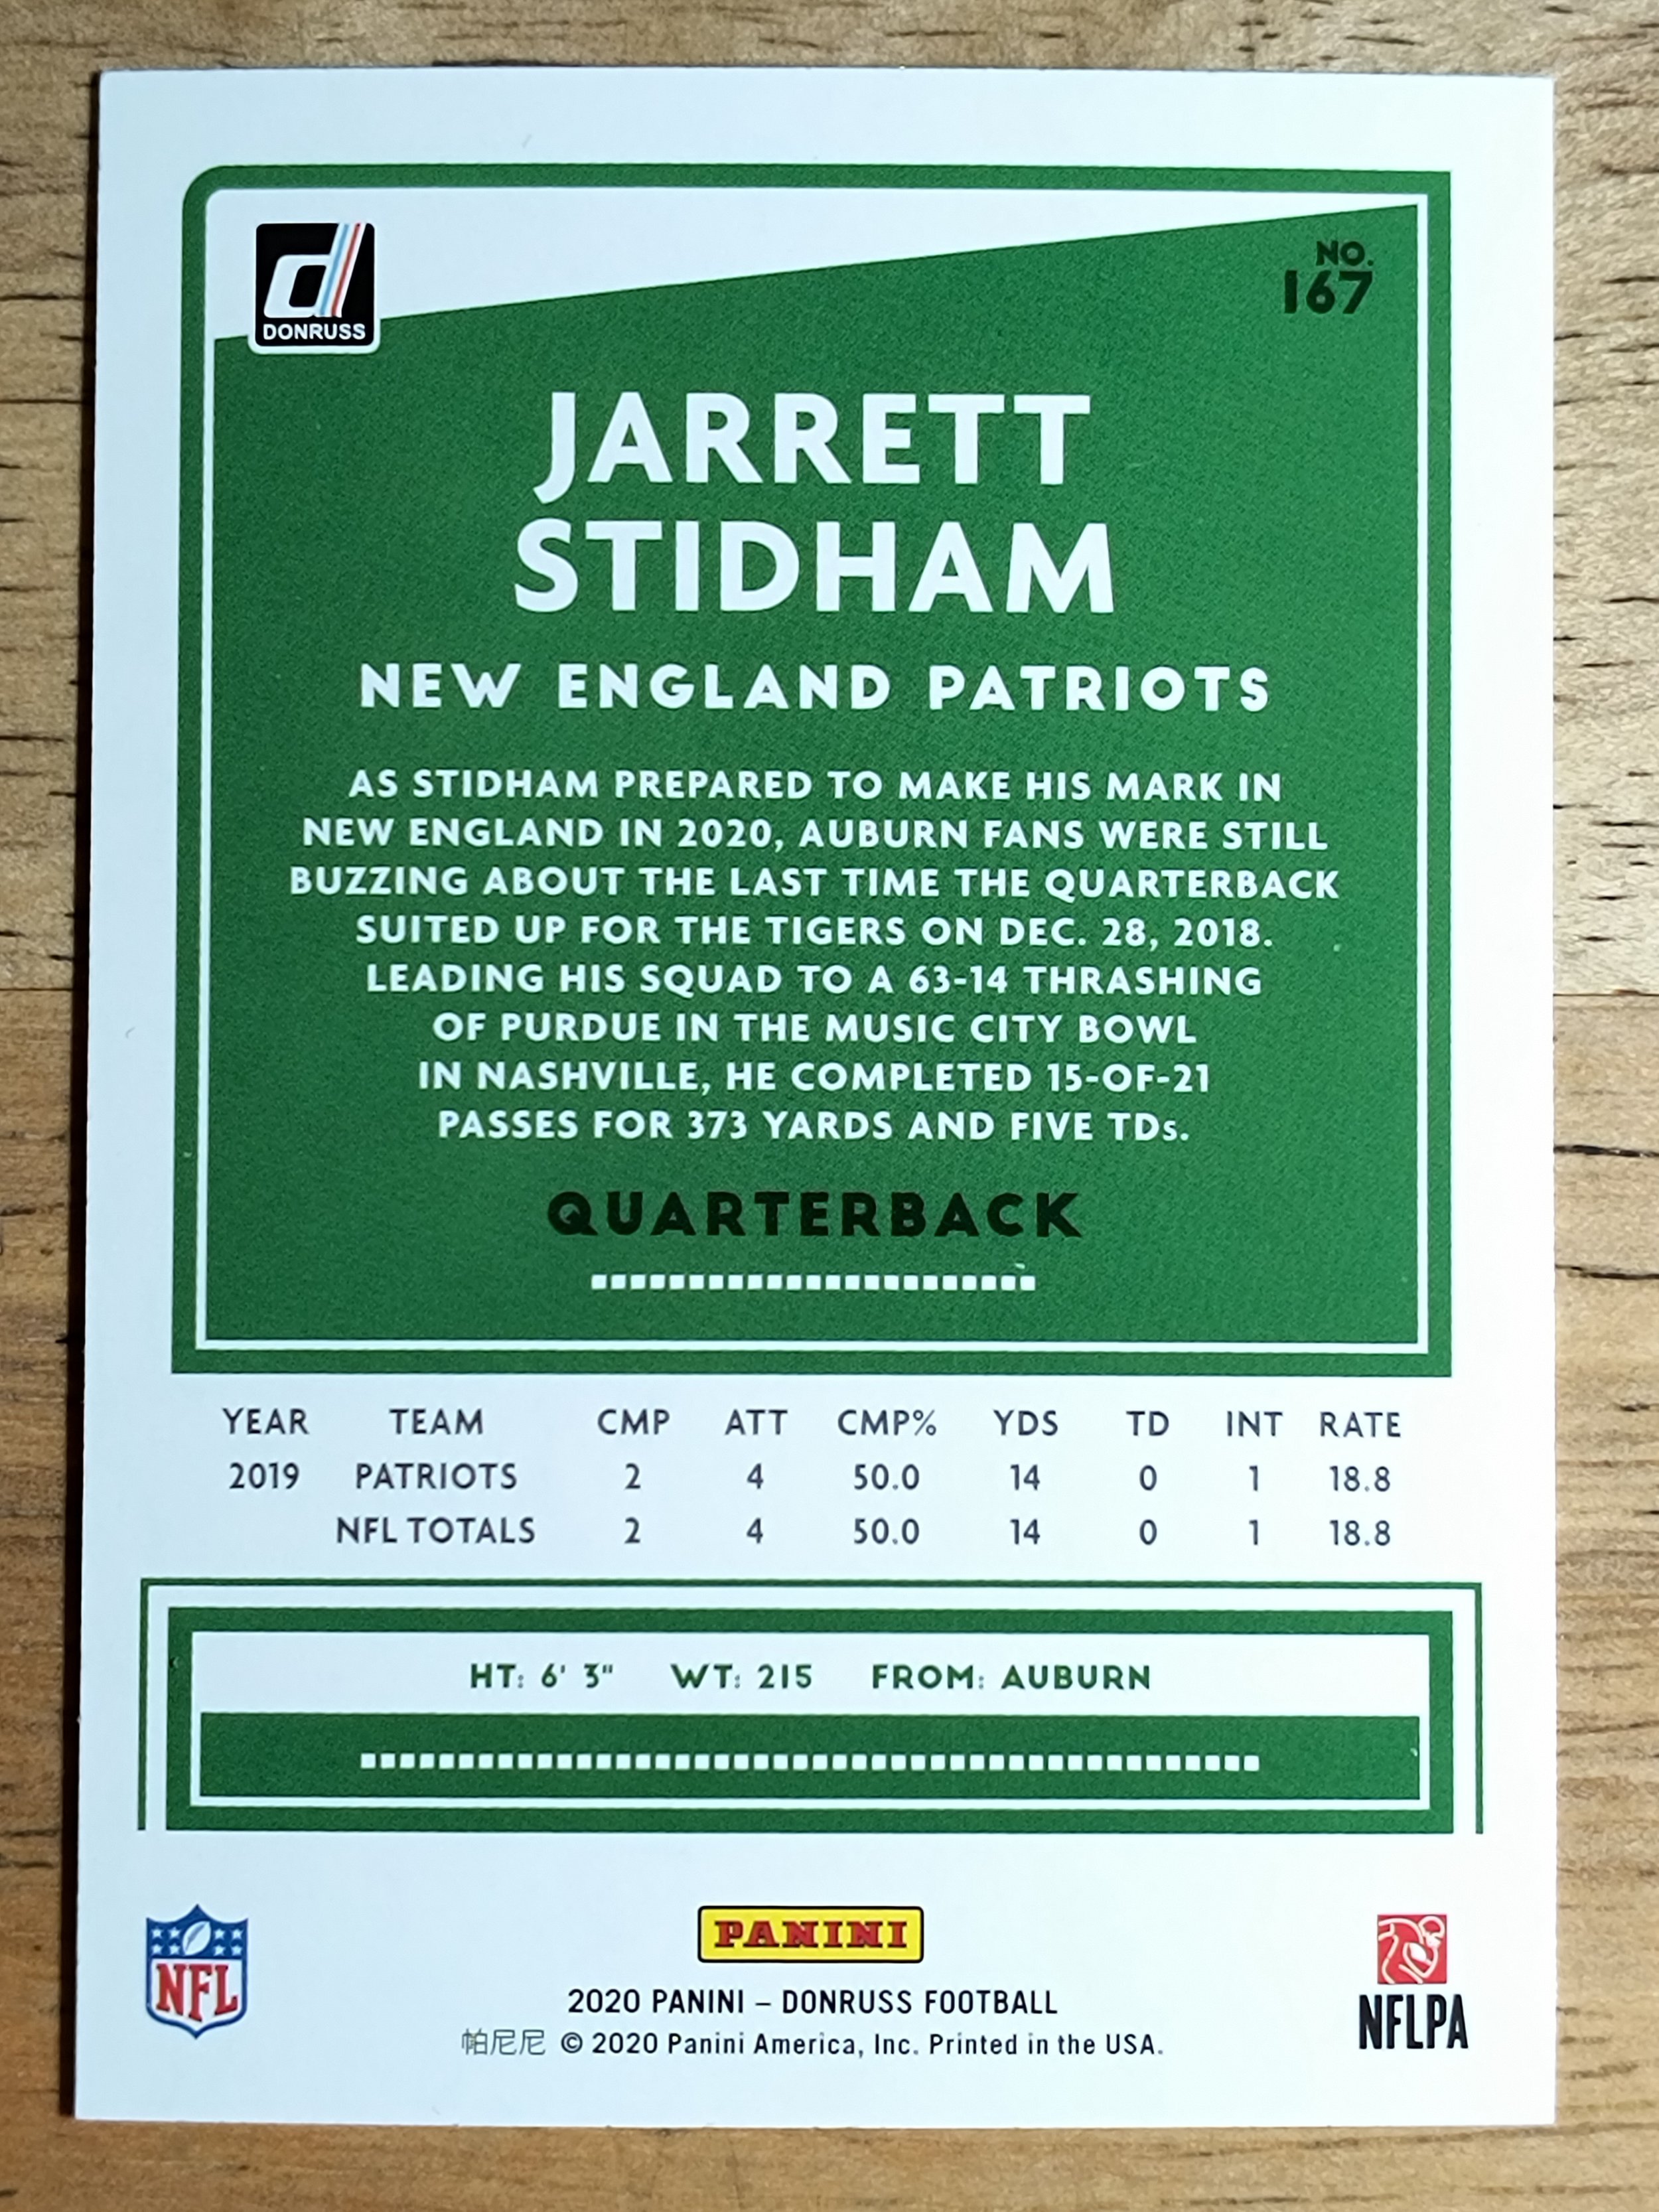 DONRUSS
NO.
167
JARRETT
STIDHAM
NEW ENGLAND PATRIOTS
AS STIDHAM PREPARED TO MAKE HIS MARK IN
NEW ENGLAND IN 2020, AUBURN FANS WERE STILL
BUZZING ABOUT THE LAST TIME THE QUARTERBACK
SUITED UP FOR THE TIGERS ON DEC. 28, 2018.
LEADING HIS SQUAD TO A 63-14 THRASHING
OF PURDUE IN THE MUSIC CITY BOWL
IN NASHVILLE, HE COMPLETED 15-OF-21
PASSES FOR 373 YARDS AND FIVE TDs.
QUARTERBACK
YEAR TEAM CMP ATT CMP% YDS TD INT RATE
2019 PATRIOTS 2 4 50.0 14 0 1 18.8
NFL TOTALS 2 4 50.0 14 0 1 18.8
HT: 6' 3" WT: 215 FROM: AUBURN
NFL
PANINI
2020 PANINI – DONRUSS FOOTBALL
帕尼尼 © 2020 Panini America, Inc. Printed in the USA.
NFLPA